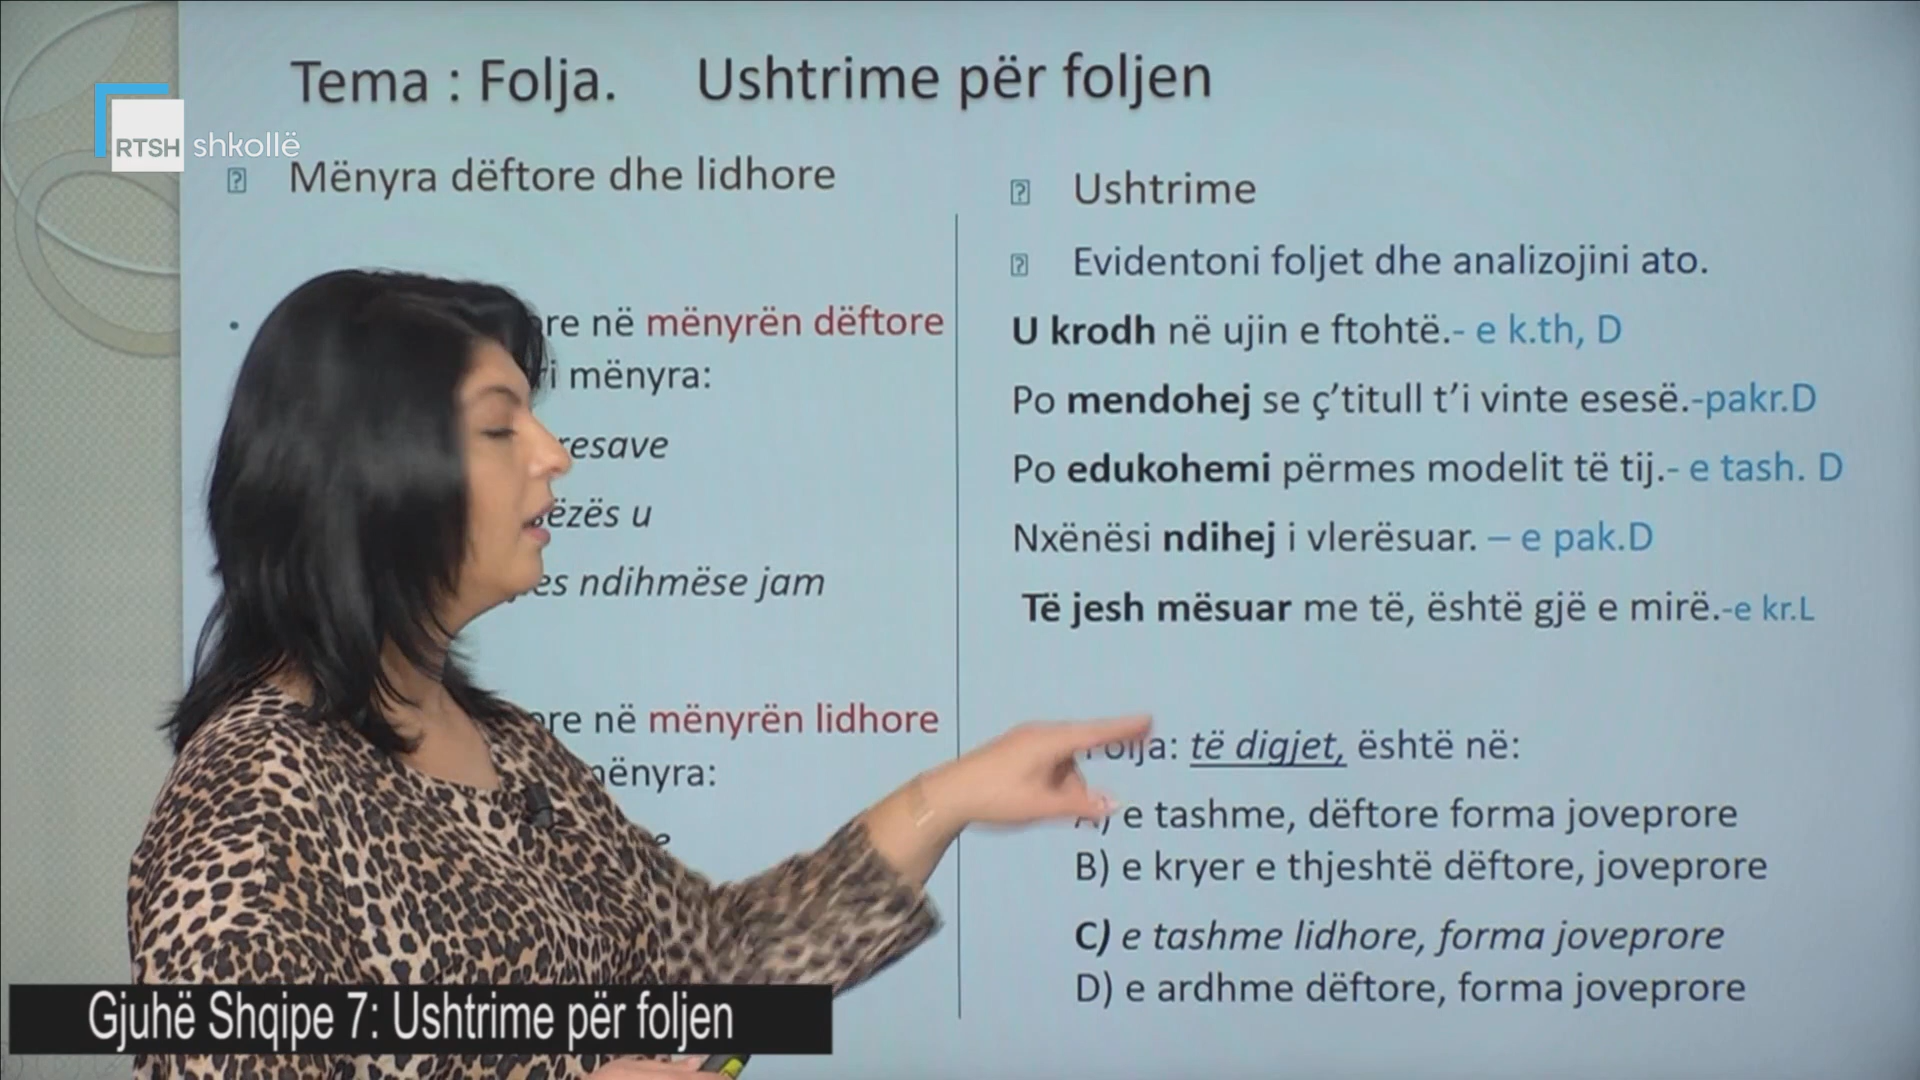 Tema : Folja. Ushtrime për foljen
RTSH shkollë
Mënyra dëftore dhe lidhore
re në mënyrën dëftore
i mënyra:
esave
ëzës u
es ndihmëse jam
re në mënyrën lidhore
mënyra:
Ushtrime
Evidentoni foljet dhe analizojini ato.
U krodh në ujin e ftohtë.- e k.th, D
Po mendohej se ç’titull t’i vinte esesë.-pakr.D
Po edukohemi përmes modelit të tij.- e tash. D
Nxënësi ndihej i vlerësuar. – e pak.D
Të jesh mësuar me të, është gjë e mirë.-e kr.L
Folja: të digjet, është në:
A) e tashme, dëftore forma joveprore
B) e kryer e thjeshtë dëftore, joveprore
C) e tashme lidhore, forma joveprore
D) e ardhme dëftore, forma joveprore
Gjuhë Shqipe 7: Ushtrime për foljen